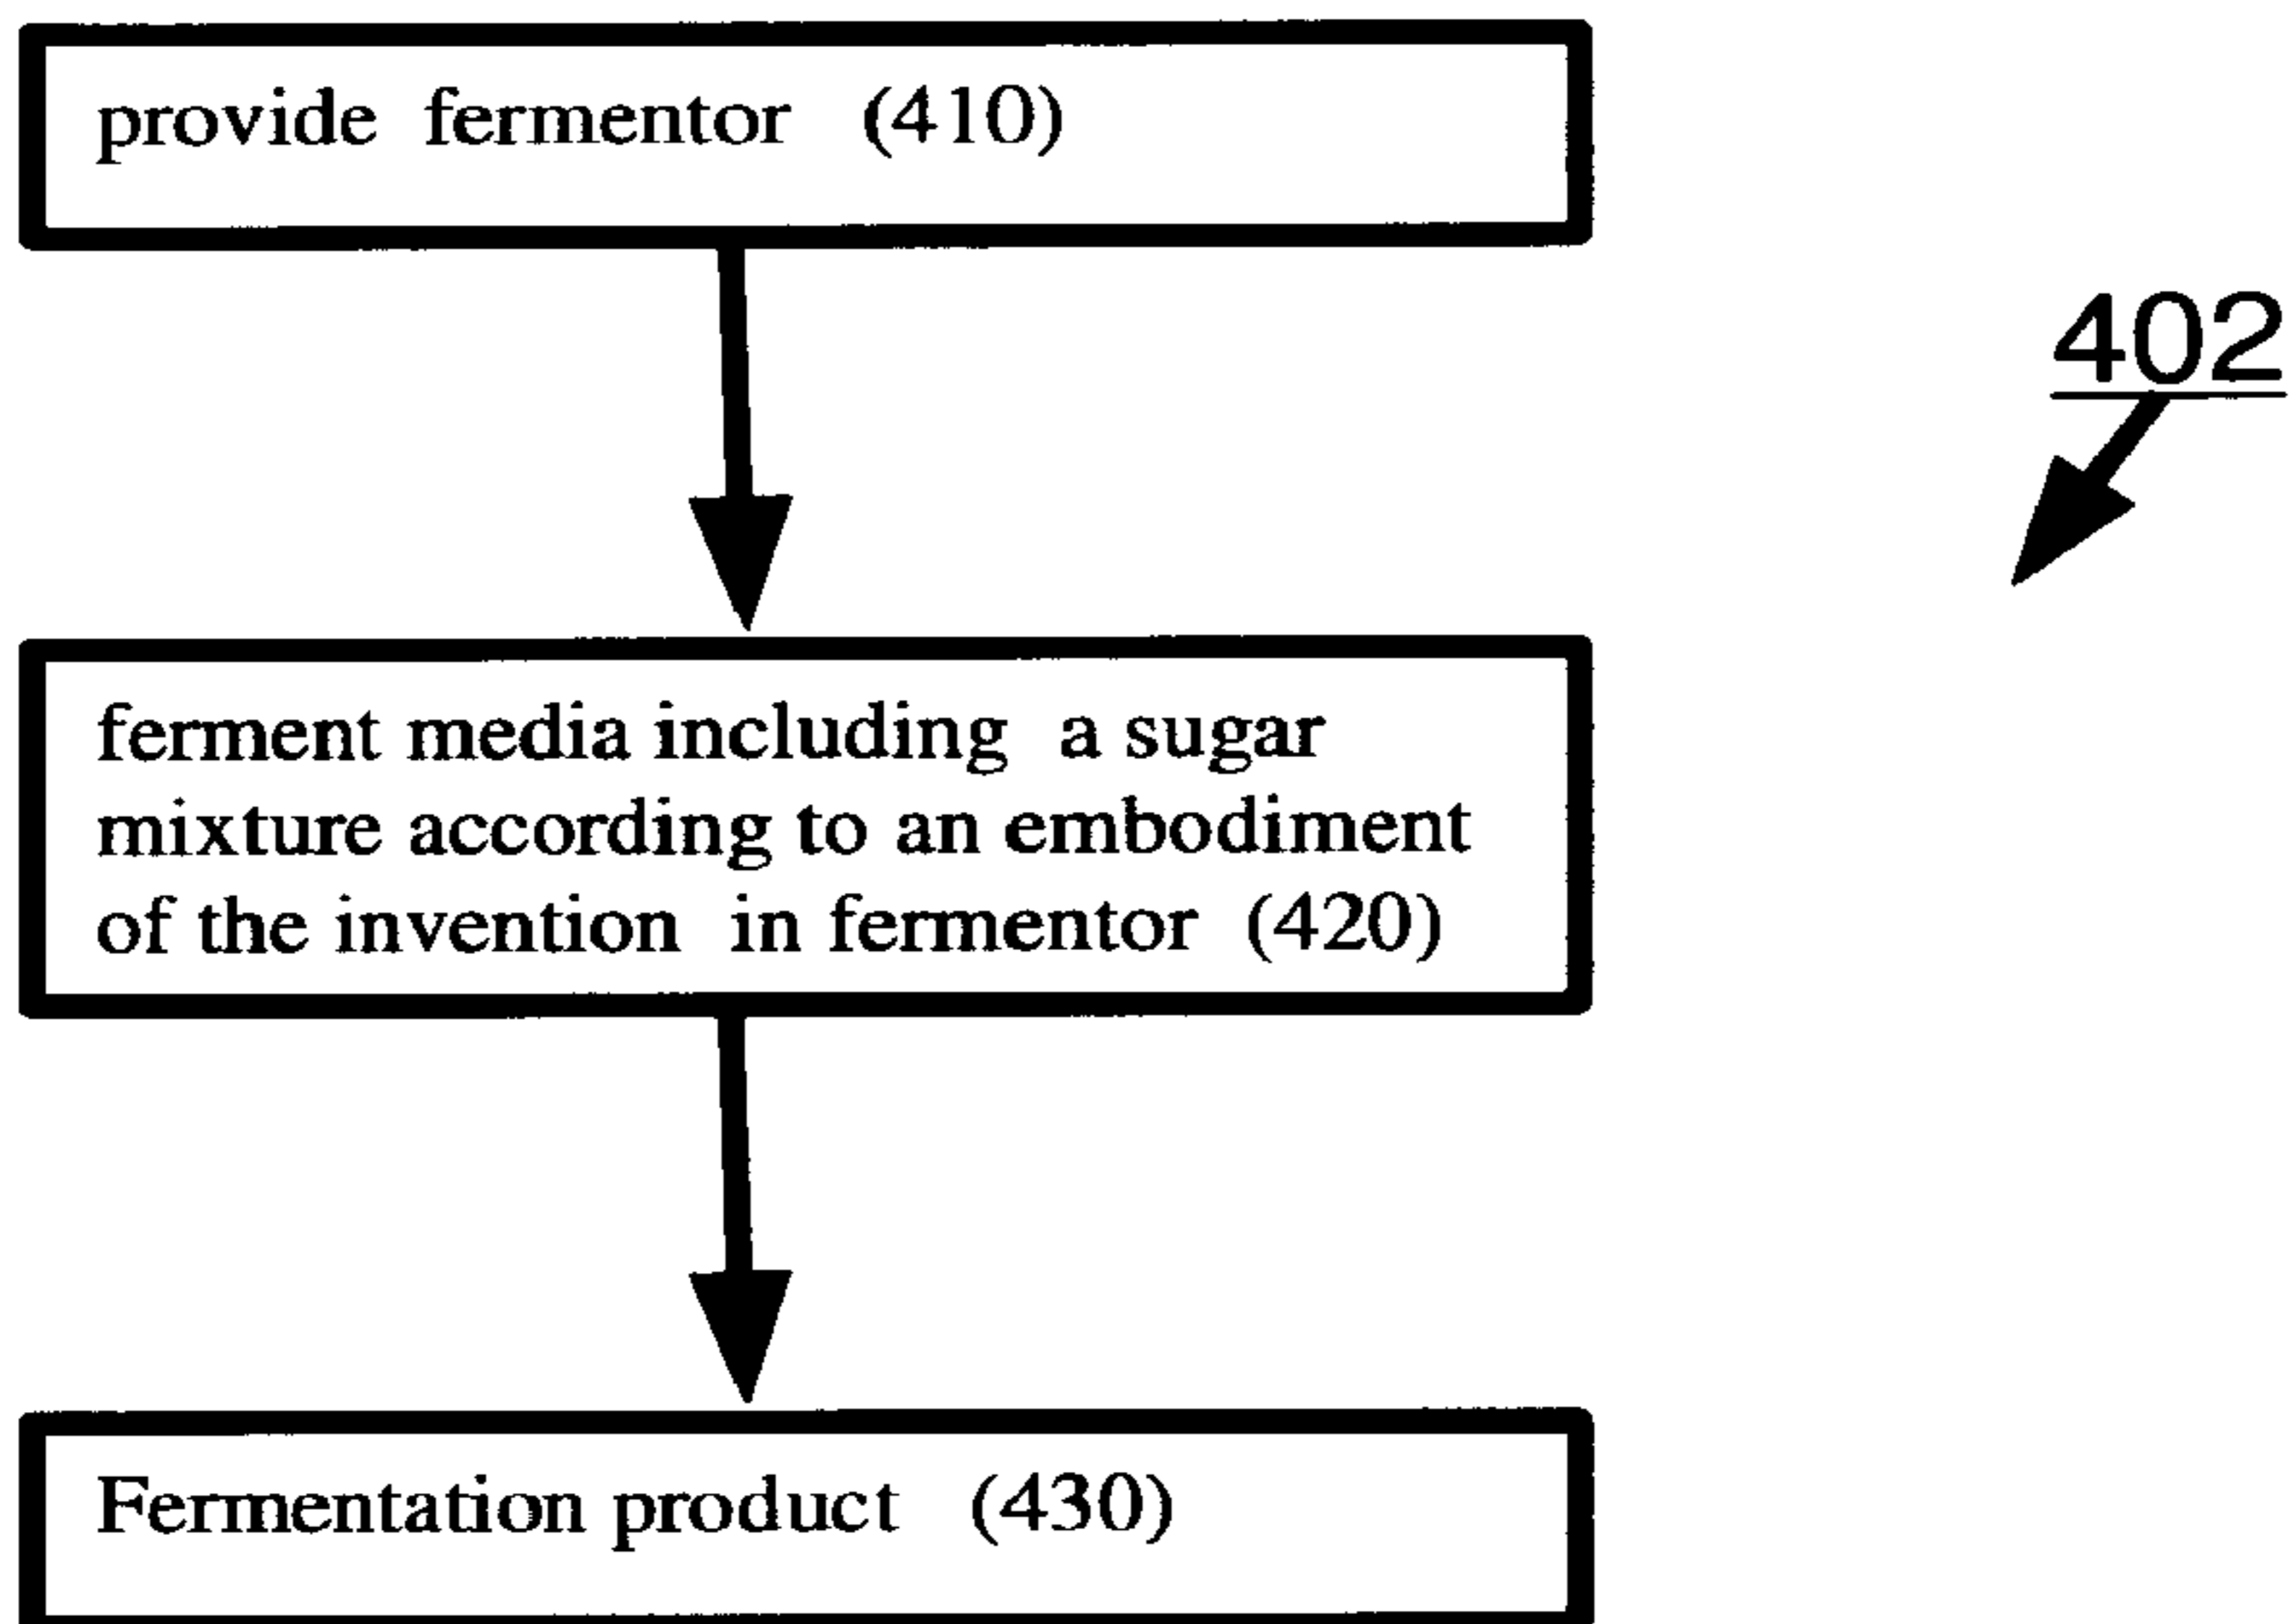 provide fermentor (410)
402
ferment media including a sugar
mixture according to an embodiment
of the invention in fermentor (420)
Fermentation product (430)